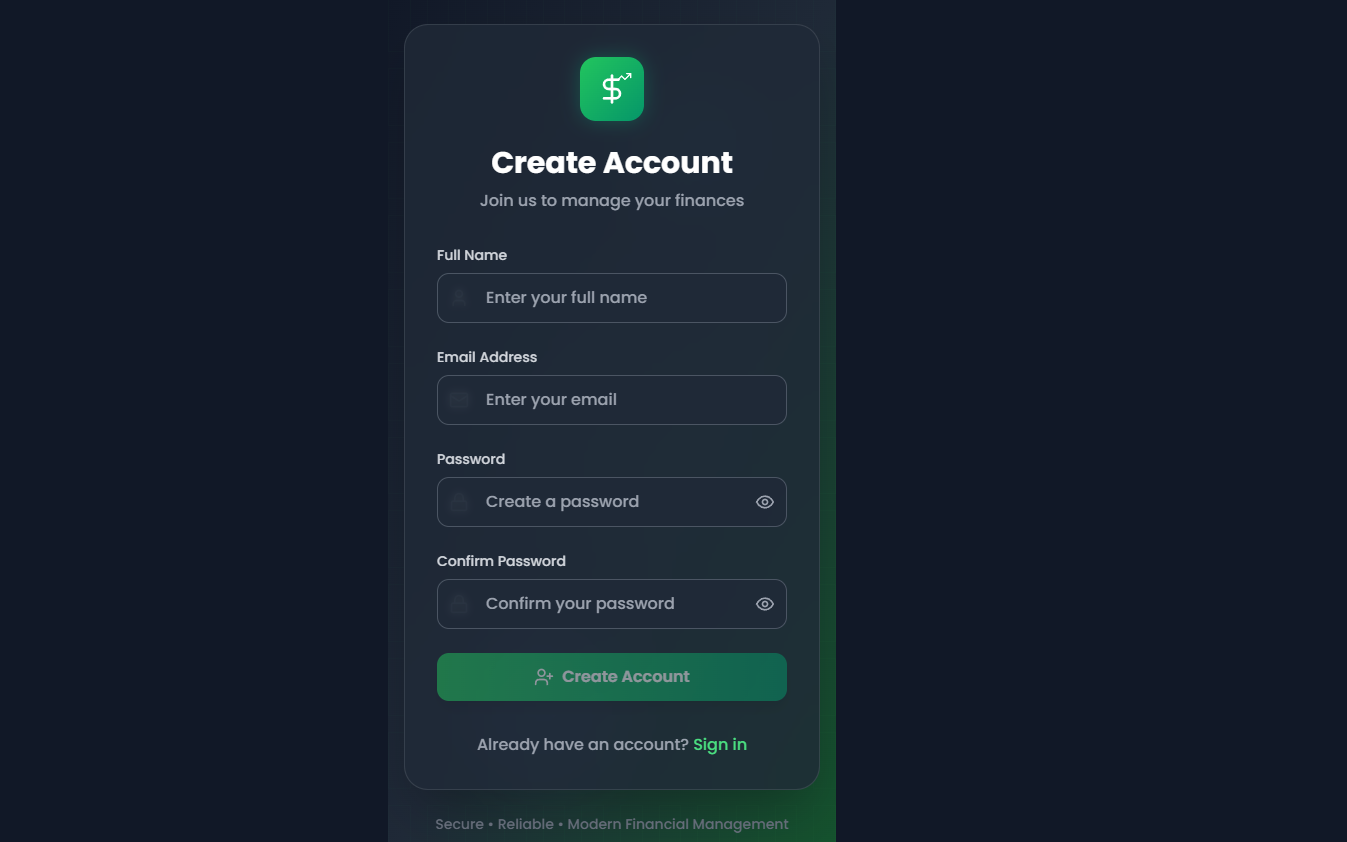 Create Account
Join us to manage your finances
Full Name
Enter your full name
Email Address
Enter your email
Password
Create a password
Confirm Password
Confirm your password
Create Account
Already have an account? Sign in
Secure • Reliable • Modern Financial Management